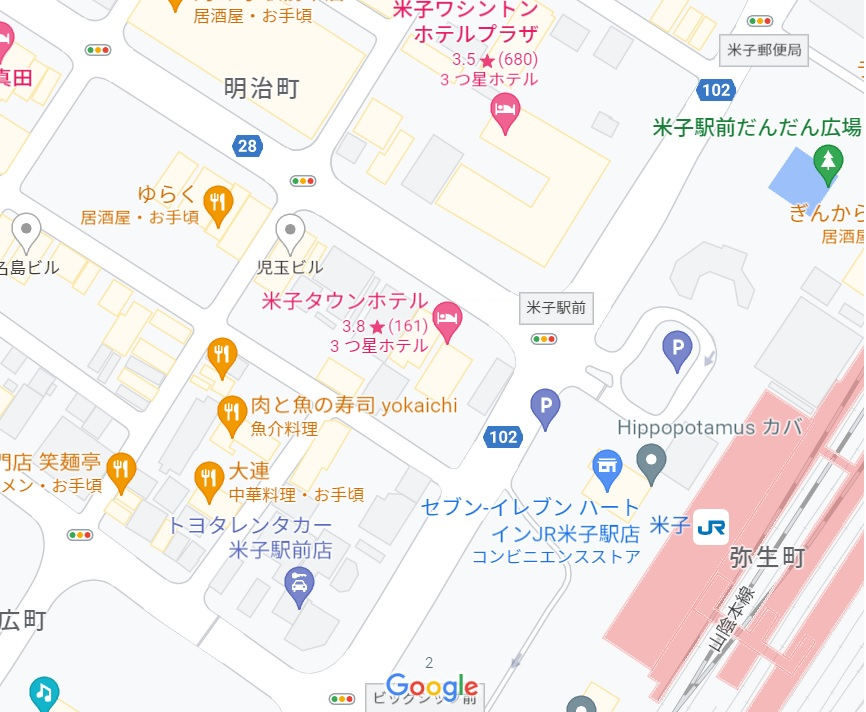 居酒屋・お手頃
米子ワシントン
ホテルプラザ
3.5★(680)
3 つ星ホテル
米子郵便局
真田
明治町
102
28
米子駅前だんだん広場
ゆらく
居酒屋・お手頃
ぎんから
居酒屋
名島ビル
児玉ビル
米子タウンホテル
3.8★(161)
3 つ星ホテル
米子駅前
P
P
肉と魚の寿司 yokaichi
魚介料理
102
Hippopotamus カバ
門店 笑麺亭
メン・お手頃
大連
中華料理・お手頃
セブン-イレブン ハート
インJR米子駅店
コンビニエンスストア
米子
JR
弥生町
トヨタレンタカー
米子駅前店
山陰本線
広町
2
Google
前